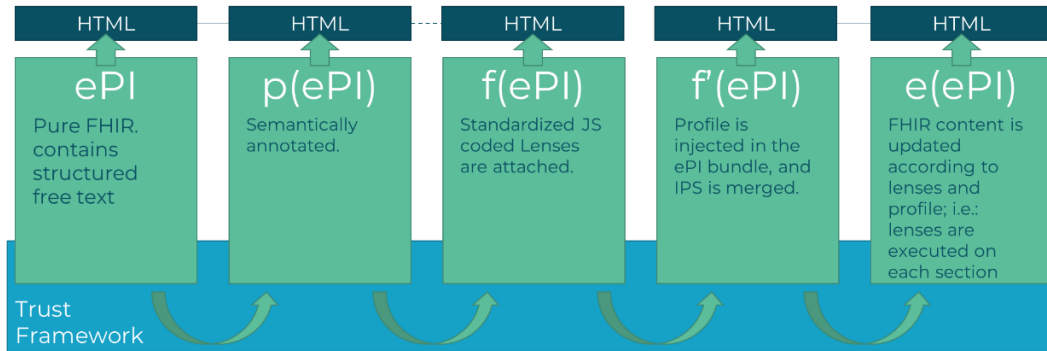 HTML
HTML
HTML
HTML
HTML
ePI
Pure FHIR.
contains
structured
free text
p(ePI)
Semantically
annotated.
f(ePI)
Standardized JS
coded Lenses
are attached.
f'(ePI)
Profile is
injected in the
ePI bundle, and
IPS is merged.
e(ePI)
FHIR content is
updated
according to
lenses and
profile; i.e.:
lenses are
executed on
each section
Trust
Framework